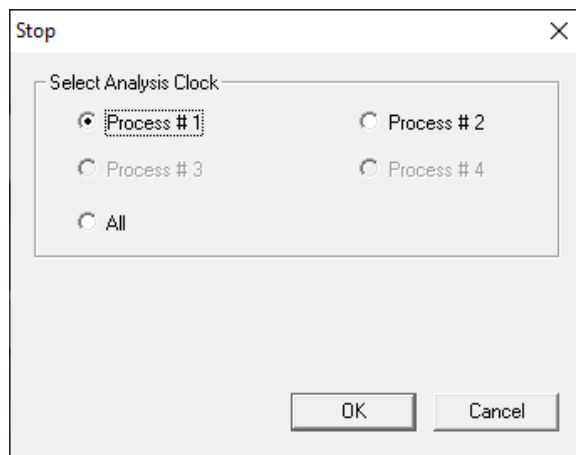 Stop
Select Analysis Clock
Process # 1 Process # 2
Process # 3 Process # 4
All
OK Cancel